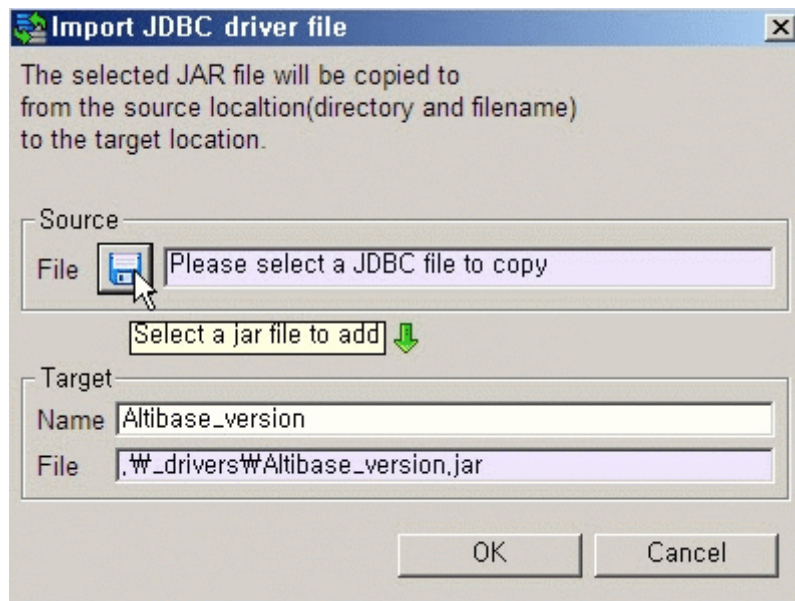 Import JDBC driver file
The selected JAR file will be copied to
from the source localtion(directory and filename)
to the target location.
Source
File Please select a JDBC file to copy
Select a jar file to add
Target
Name Altibase_version
File .₩_drivers₩Altibase_version.jar
OK Cancel